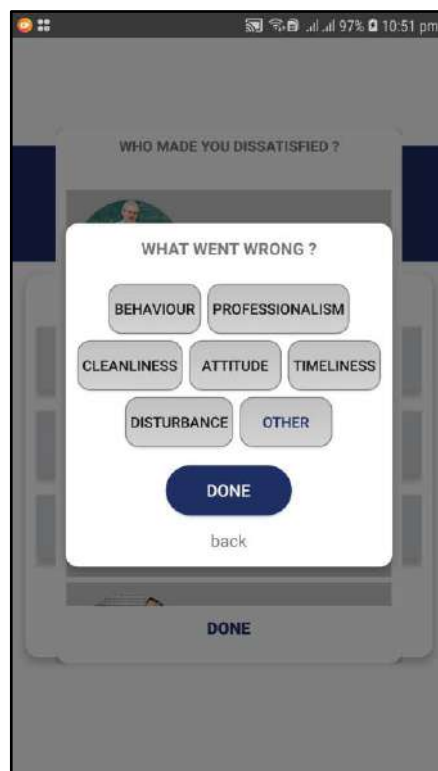 97% 10:51 pm
WHO MADE YOU DISSATISFIED ?
WHAT WENT WRONG ?
BEHAVIOUR PROFESSIONALISM
CLEANLINESS ATTITUDE TIMELINESS
DISTURBANCE OTHER
DONE
back
DONE